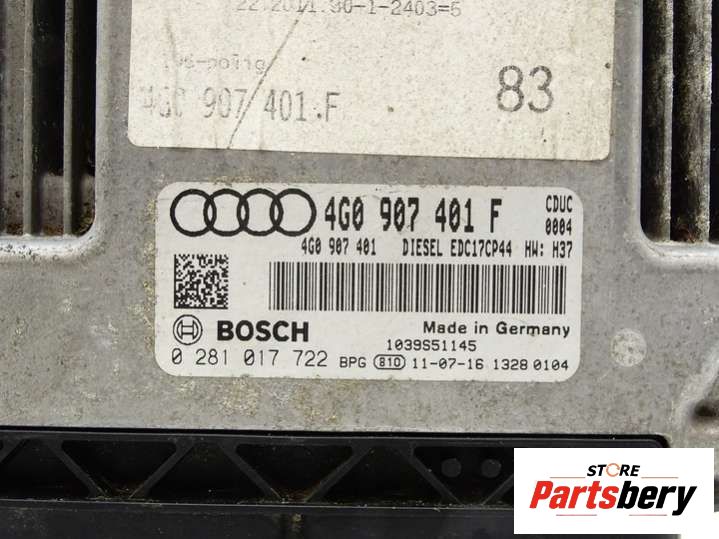 83
4G0 907 401 F
4G0 907 401 F
CDUC
0004
4G0 907 401 DIESEL EDC17CP44 HW: H37
BOSCH
Made in Germany
1039S51145
0 281 017 722 BPG 810 11-07-16 1328 0104
STORE
Partsbery